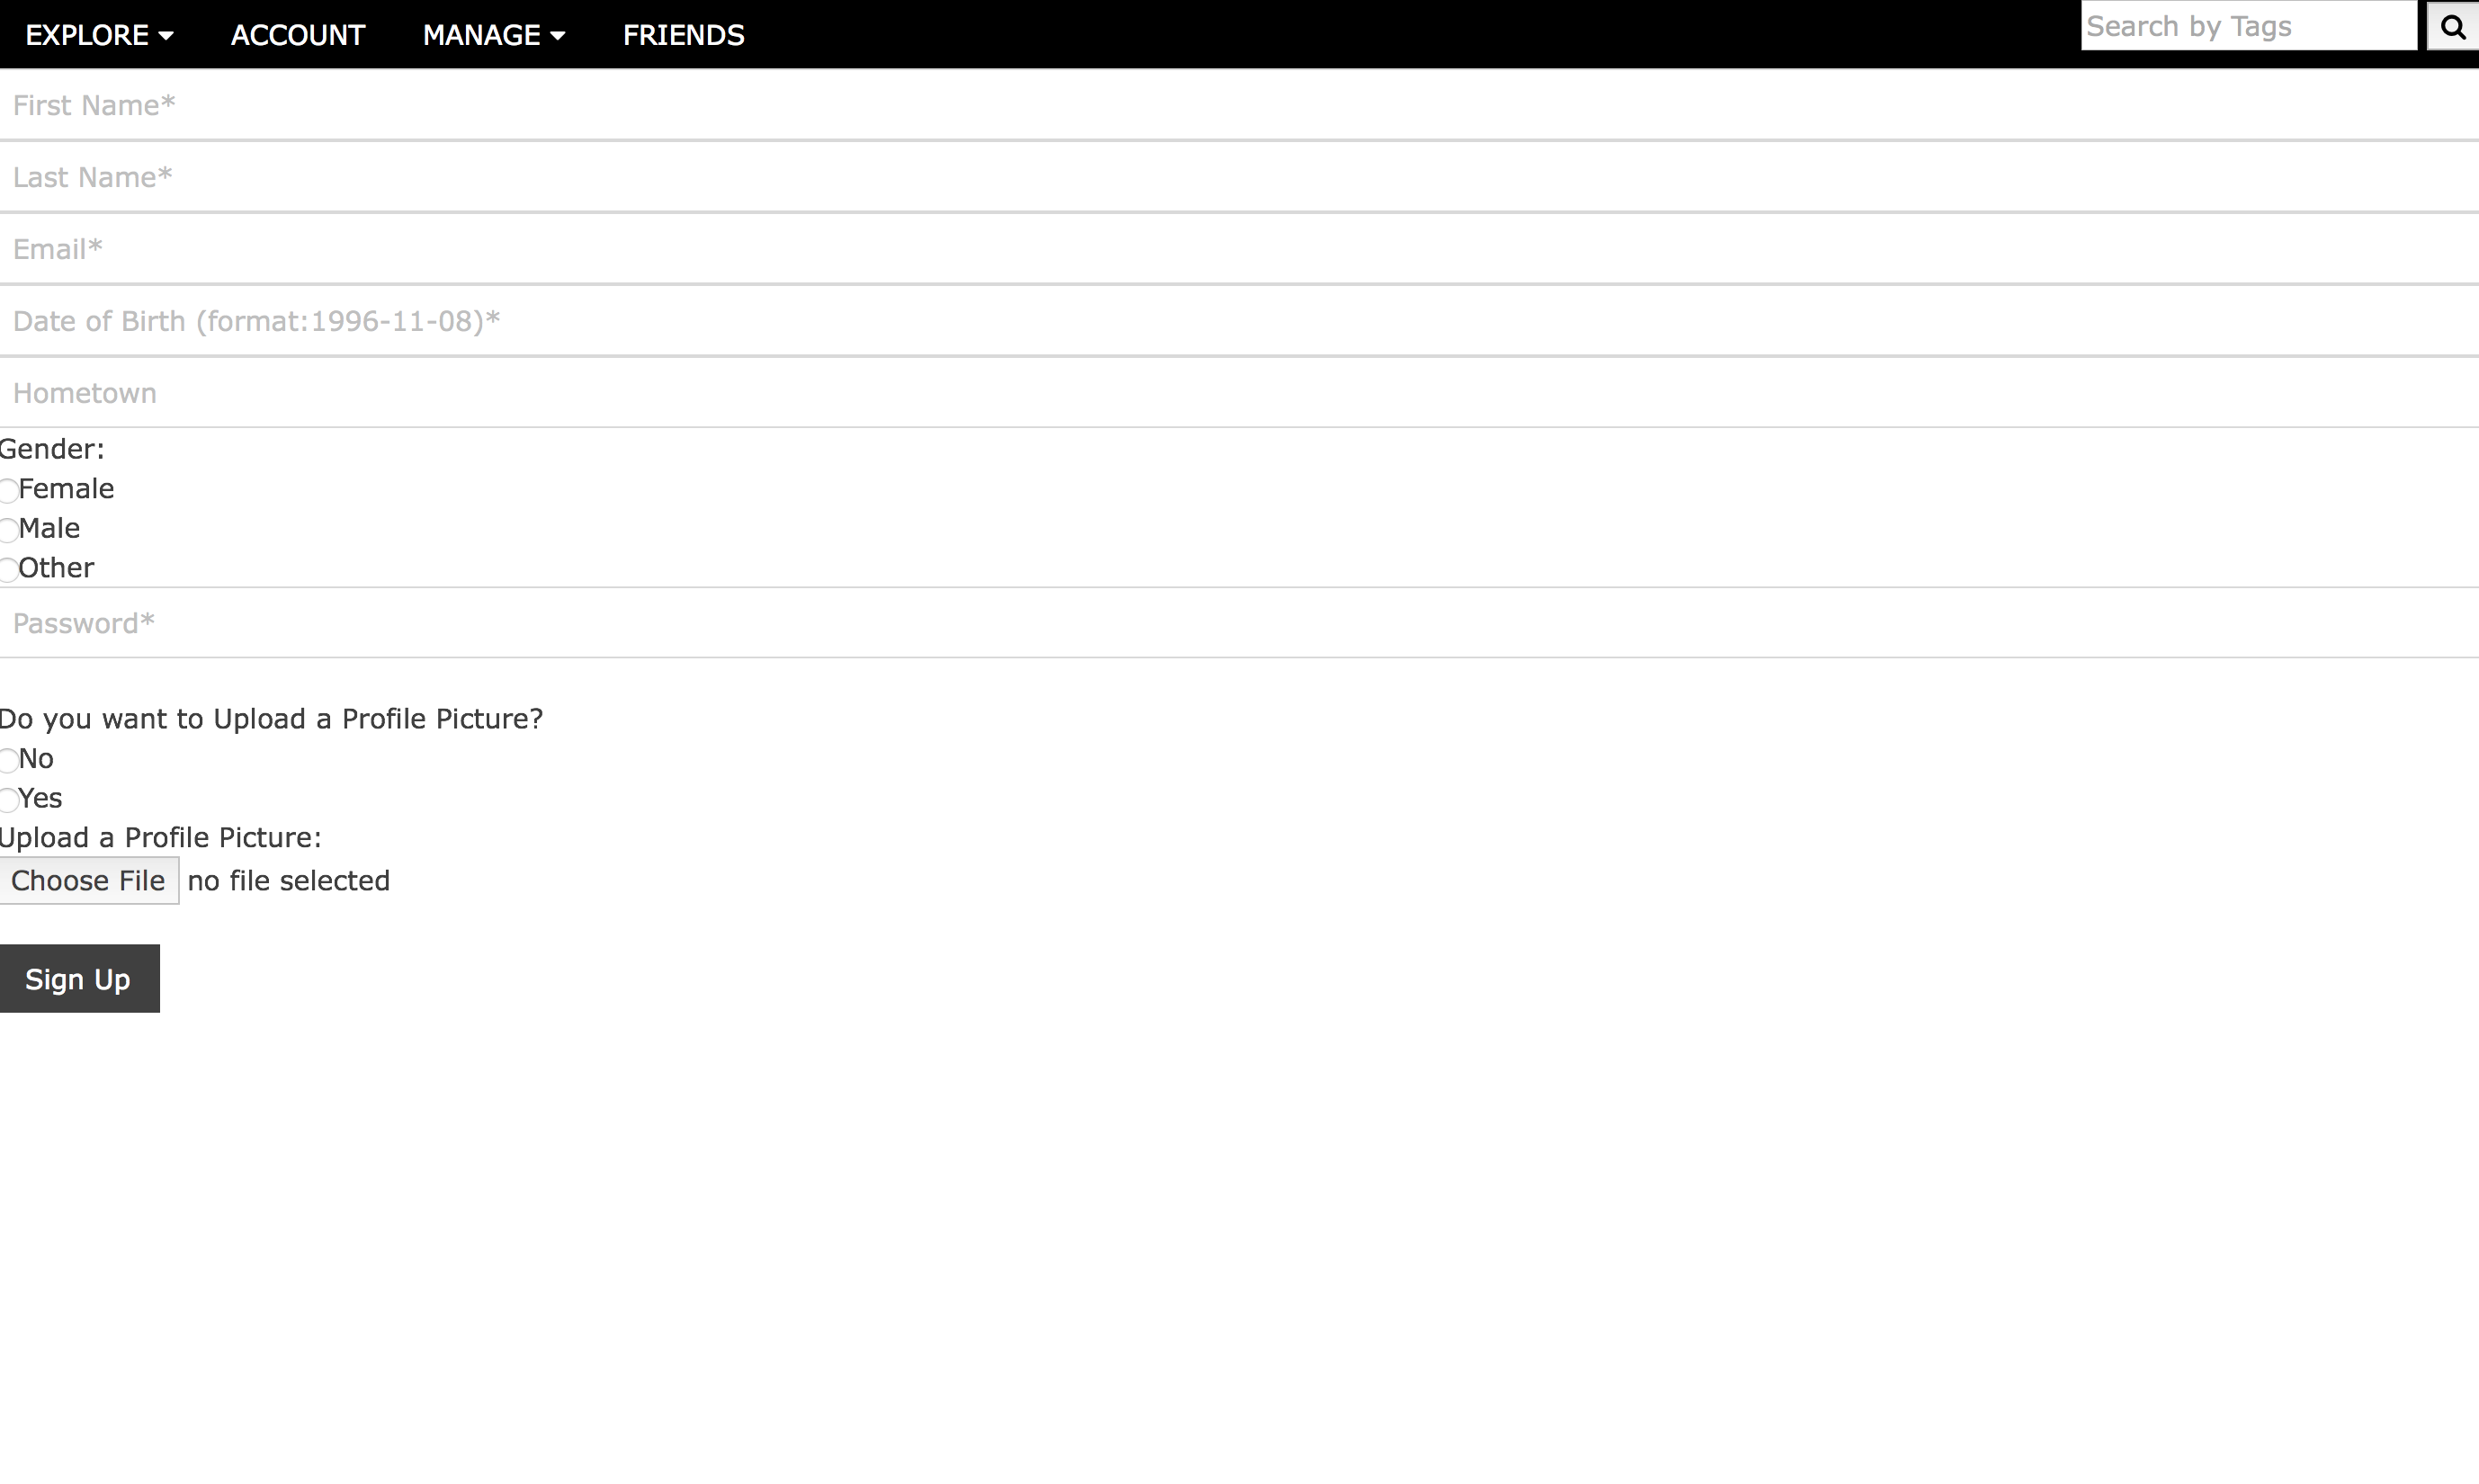 EXPLORE ACCOUNT MANAGE FRIENDS Search by Tags
First Name*
Last Name*
Email*
Date of Birth (format:1996-11-08)*
Hometown
Gender:
Female
Male
Other
Password*
Do you want to Upload a Profile Picture?
No
Yes
Upload a Profile Picture:
Choose File no file selected
Sign Up